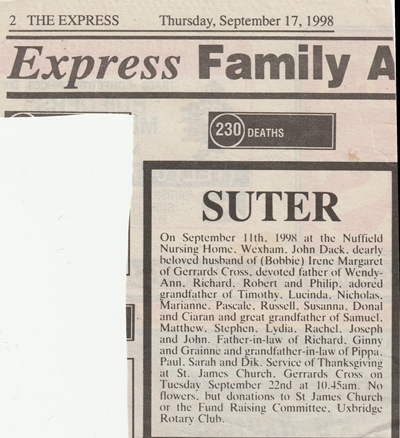 2 THE EXPRESS Thursday, September 17, 1998
Express Family A
230 DEATHS
SUTER
On September 11th, 1998 at the Nuffield
Nursing Home, Wexham, John Dack, dearly
beloved husband of (Bobbie) Irene Margaret
of Gerrards Cross, devoted father of Wendy-
Ann, Richard, Robert and Philip, adored
grandfather of Timothy, Lucinda, Nicholas,
Marianne, Pascale, Russell, Susanna, Donal
and Ciaran and great grandfather of Samuel,
Matthew, Stephen, Lydia, Rachel, Joseph
and John. Father-in-law of Richard, Ginny
and Grainne and grandfather-in-law of Pippa,
Paul, Sarah and Dik. Service of Thanksgiving
at St. James Church, Gerrards Cross on
Tuesday September 22nd at 10.45am. No
flowers, but donations to St James Church
or the Fund Raising Committee, Uxbridge
Rotary Club.